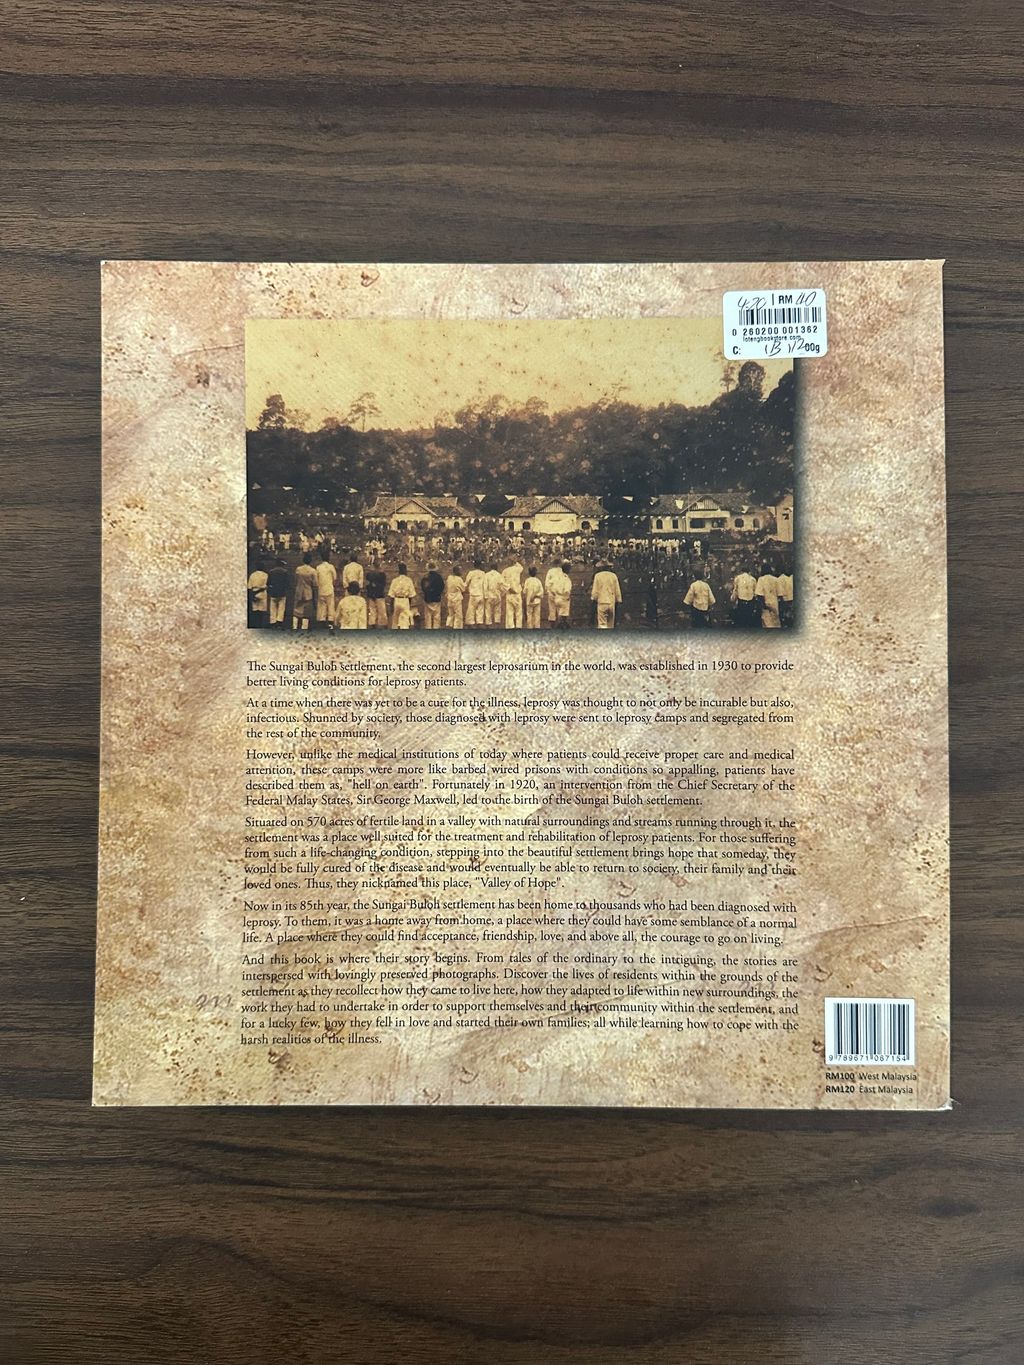 4.20 | RM 40
0 260200 001362
lotengbookstore.com
C: 00g
The Sungai Buloh settlement, the second largest leprosarium in the world, was established in 1930 to provide
better living conditions for leprosy patients.
At a time when there was yet to be a cure for the illness, leprosy was thought to not only be incurable but also,
infectious. Shunned by society, those diagnosed with leprosy were sent to leprosy camps and segregated from
the rest of the community.
However, unlike the medical institutions of today where patients could receive proper care and medical
attention, these camps were more like barbed wired prisons with conditions so appalling, patients have
described them as, "hell on earth". Fortunately in 1920, an intervention from the Chief Secretary of the
Federal Malay States, Sir George Maxwell, led to the birth of the Sungai Buloh settlement.
Situated on 570 acres of fertile land in a valley with natural surroundings and streams running through it, the
settlement was a place well suited for the treatment and rehabilitation of leprosy patients. For those suffering
from such a life-changing condition, stepping into the beautiful settlement brings hope that someday, they
would be fully cured of the disease and would eventually be able to return to society, their family and their
loved ones. Thus, they nicknamed this place, "Valley of Hope".
Now in its 85th year, the Sungai Buloh settlement has been home to thousands who had been diagnosed with
leprosy. To them, it was a home away from home, a place where they could have some semblance of a normal
life. A place where they could find acceptance, friendship, love, and above all, the courage to go on living.
And this book is where their story begins. From tales of the ordinary to the intriguing, the stories are
interspersed with lovingly preserved photographs. Discover the lives of residents within the grounds of the
settlement as they recollect how they came to live here, how they adapted to life within new surroundings, the
work they had to undertake in order to support themselves and their community within the settlement, and
for a lucky few, how they fell in love and started their own families; all while learning how to cope with the
harsh realities of the illness.
9 789671 087154
RM100 West Malaysia
RM120 East Malaysia